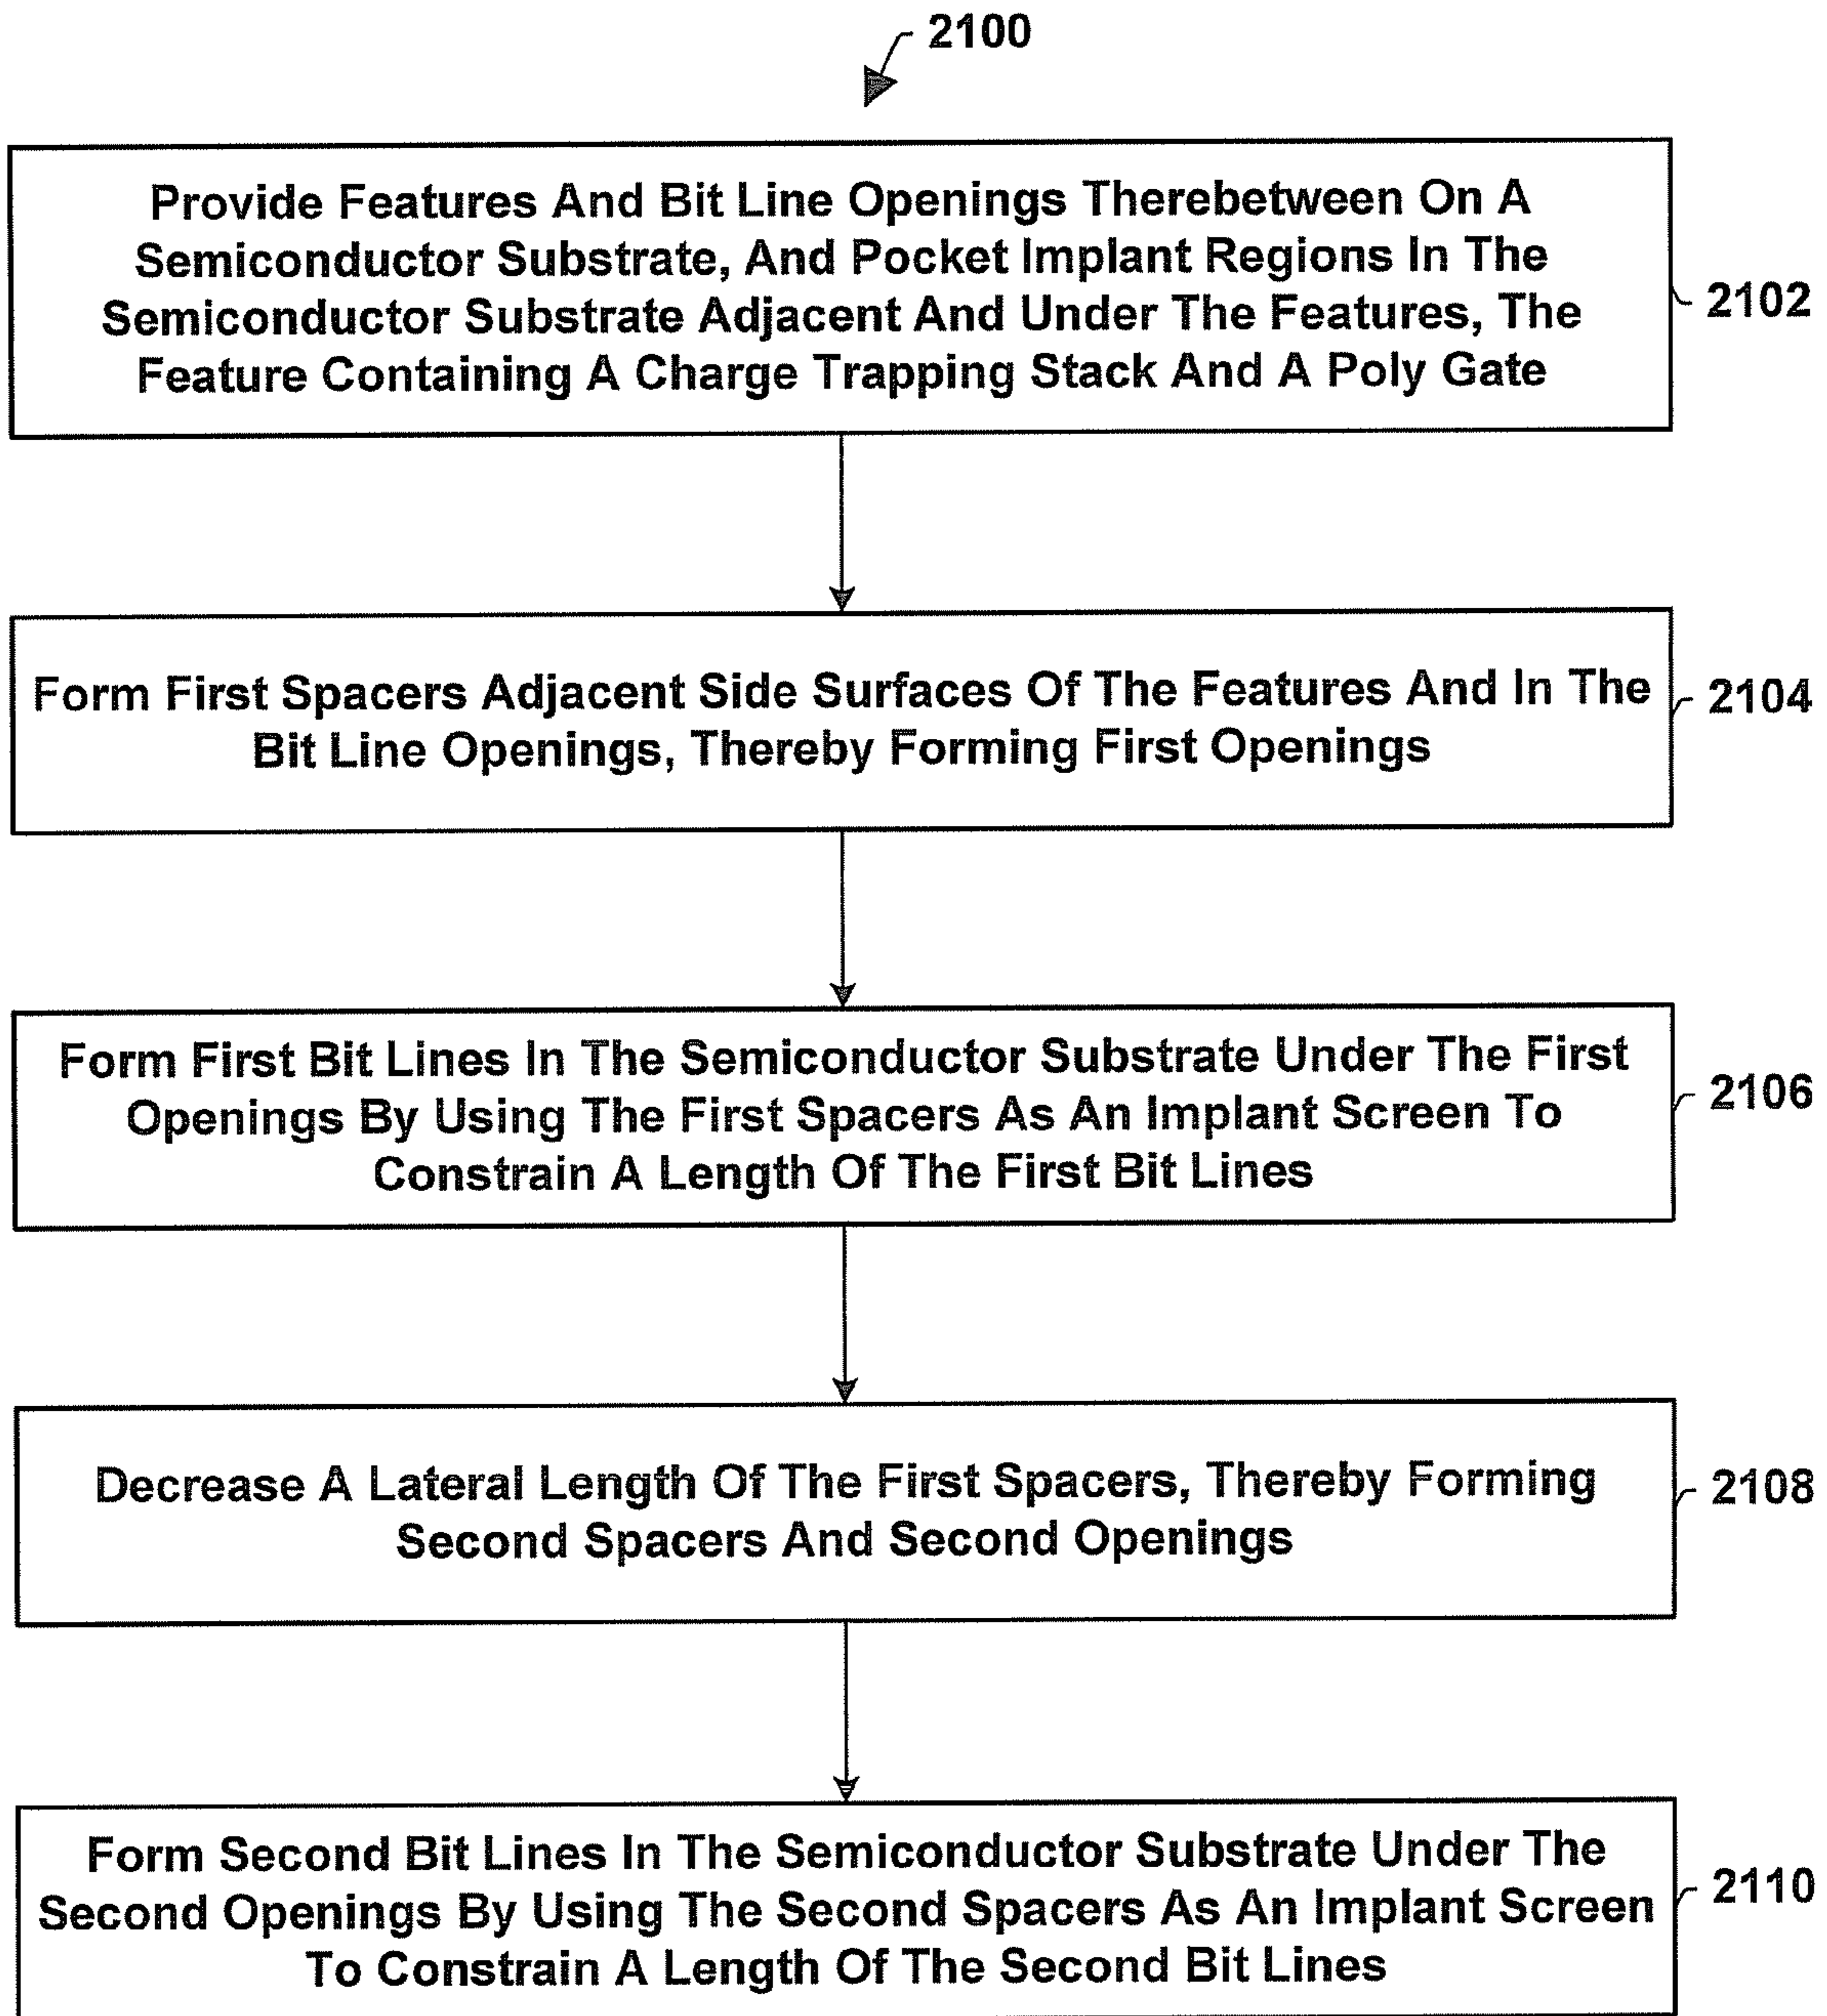 2100
Provide Features And Bit Line Openings Therebetween On A
Semiconductor Substrate, And Pocket Implant Regions In The
Semiconductor Substrate Adjacent And Under The Features, The
Feature Containing A Charge Trapping Stack And A Poly Gate
2102
Form First Spacers Adjacent Side Surfaces Of The Features And In The
Bit Line Openings, Thereby Forming First Openings
2104
Form First Bit Lines In The Semiconductor Substrate Under The First
Openings By Using The First Spacers As An Implant Screen To
Constrain A Length Of The First Bit Lines
2106
Decrease A Lateral Length Of The First Spacers, Thereby Forming
Second Spacers And Second Openings
2108
Form Second Bit Lines In The Semiconductor Substrate Under The
Second Openings By Using The Second Spacers As An Implant Screen
To Constrain A Length Of The Second Bit Lines
2110